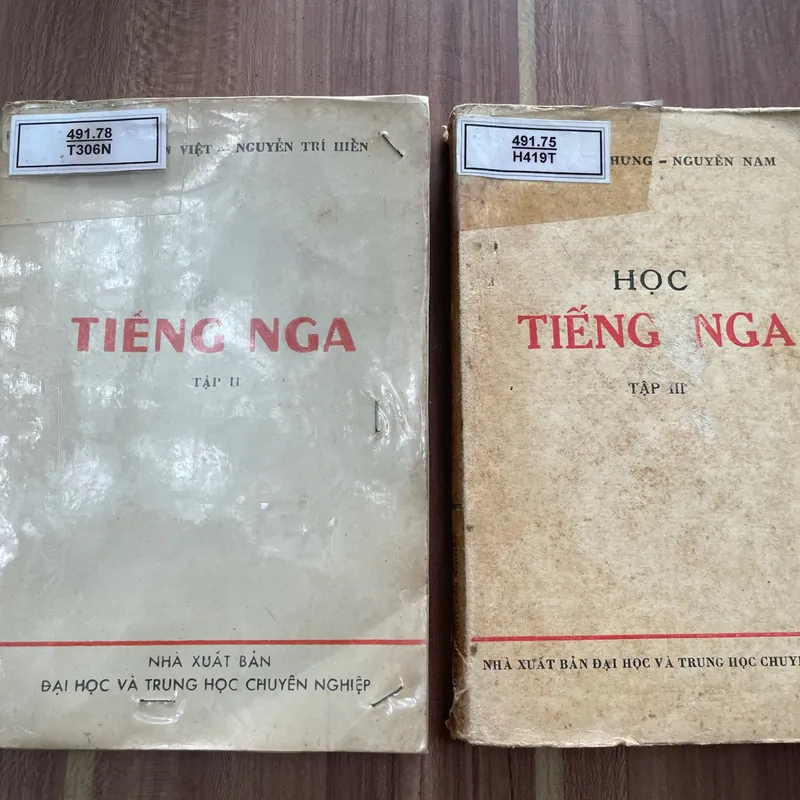 491.78
T306N
VIỆT - NGUYỄN TRÍ HIỀN
TIẾNG NGA
TẬP II
NHÀ XUẤT BẢN
ĐẠI HỌC VÀ TRUNG HỌC CHUYÊN NGHIỆP
491.75
H419T
HƯNG - NGUYỄN NAM
HỌC
TIẾNG NGA
TẬP III
NHÀ XUẤT BẢN ĐẠI HỌC VÀ TRUNG HỌC